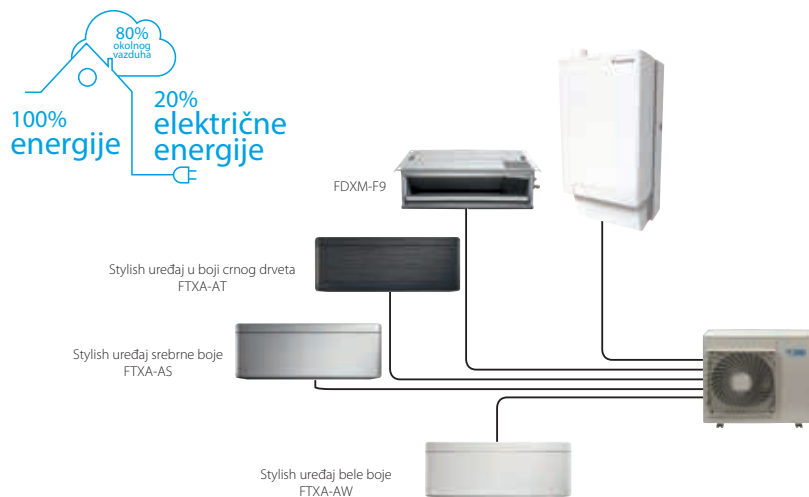 80%
okolnog
vazduha
100%
energije
20%
električne
energije
FDXM-F9
Stylish uređaj u boji crnog drveta
FTXA-AT
Stylish uređaj srebrne boje
FTXA-AS
Stylish uređaj bele boje
FTXA-AW